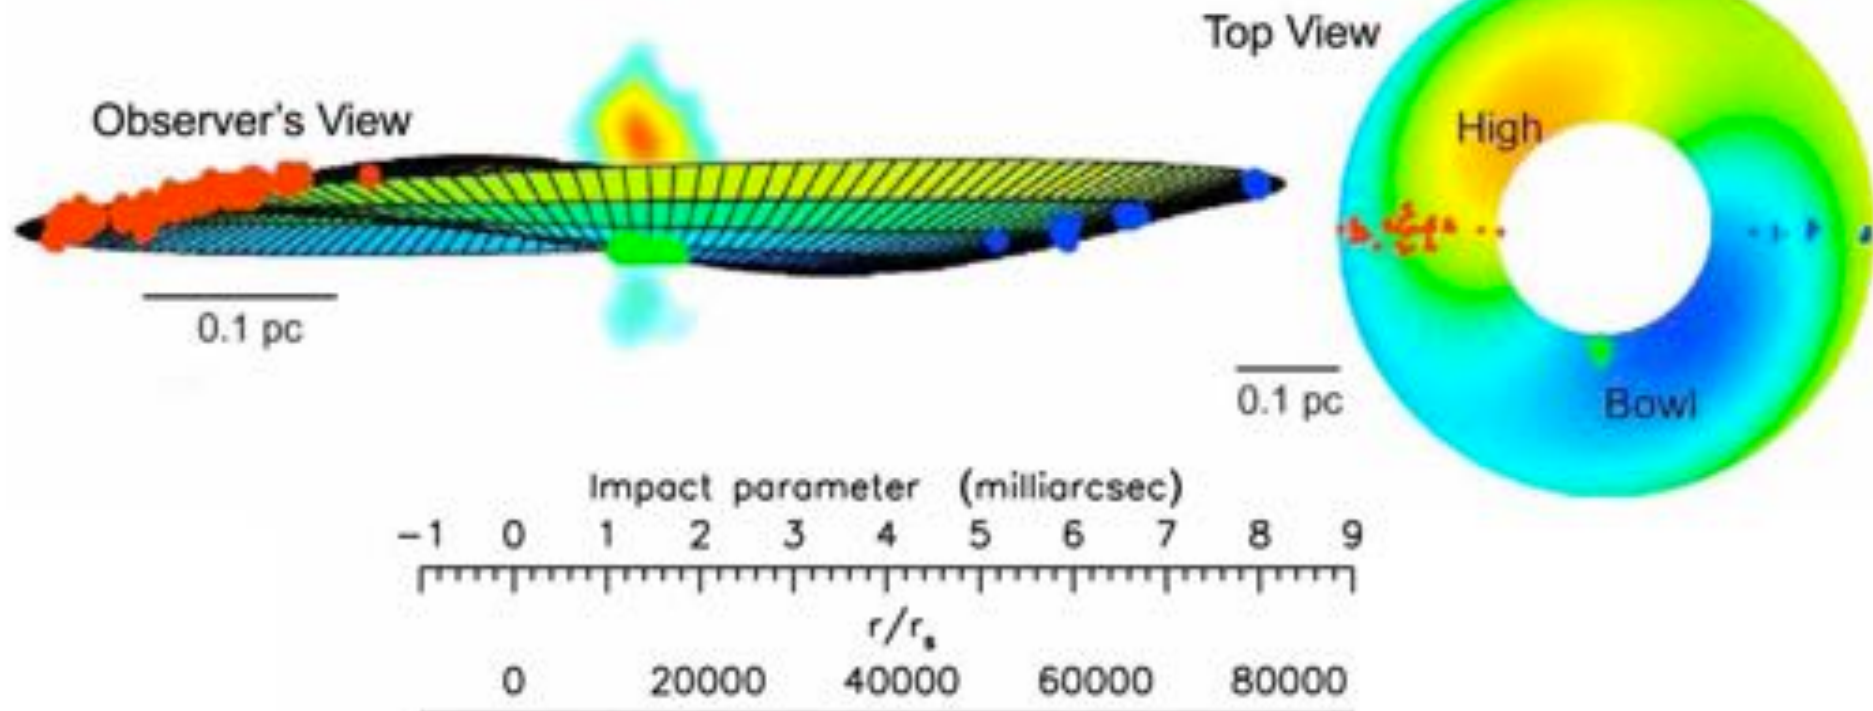 Top View
Observer's View
High
0.1 pc
0.1 pc
Bowl
Impact parameter (milliarcsec)
-1 0 1 2 3 4 5 6 7 8 9
r/rs
0 20000 40000 60000 80000